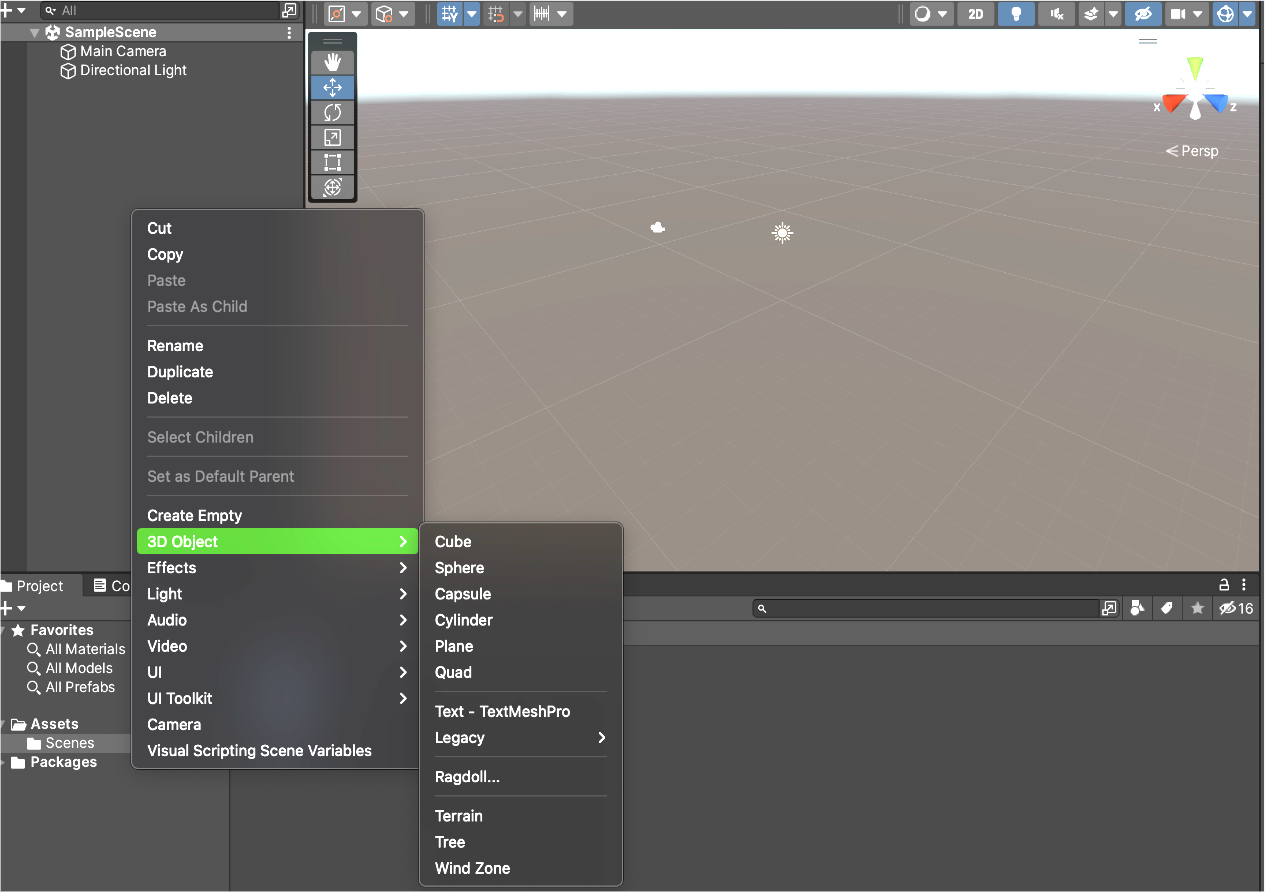 All
SampleScene
Main Camera
Directional Light
2D
x
z
Persp
Cut
Copy
Paste
Paste As Child
Rename
Duplicate
Delete
Select Children
Set as Default Parent
Create Empty
3D Object
Effects
Light
Audio
Video
UI
UI Toolkit
Camera
Visual Scripting Scene Variables
Cube
Sphere
Capsule
Cylinder
Plane
Quad
Text - TextMeshPro
Legacy
Ragdoll...
Terrain
Tree
Wind Zone
Project
Co
16
Favorites
All Materials
All Models
All Prefabs
Assets
Scenes
Packages